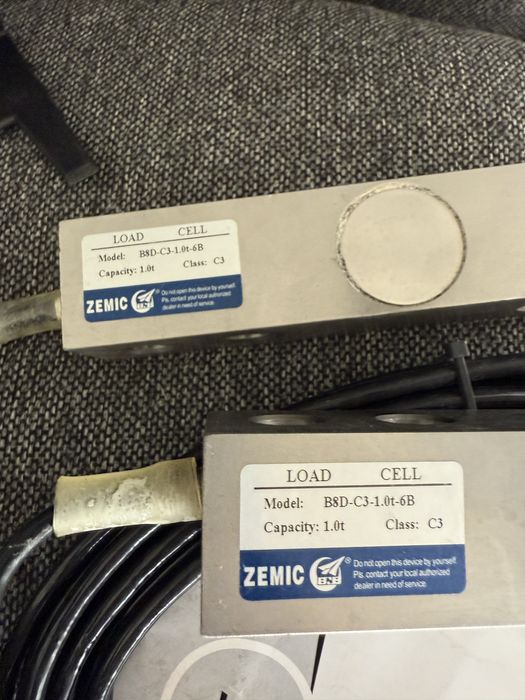 LOAD CELL
Model: B8D-C3-1.0t-6B
Capacity: 1.0t Class: C3
ZEMIC
Do not open this device by yourself.
Pls. contact your local authorized
dealer in need of service.
LOAD CELL
Model: B8D-C3-1.0t-6B
Capacity: 1.0t Class: C3
ZEMIC
Do not open this device by yourself.
Pls. contact your local authorized
dealer in need of service.